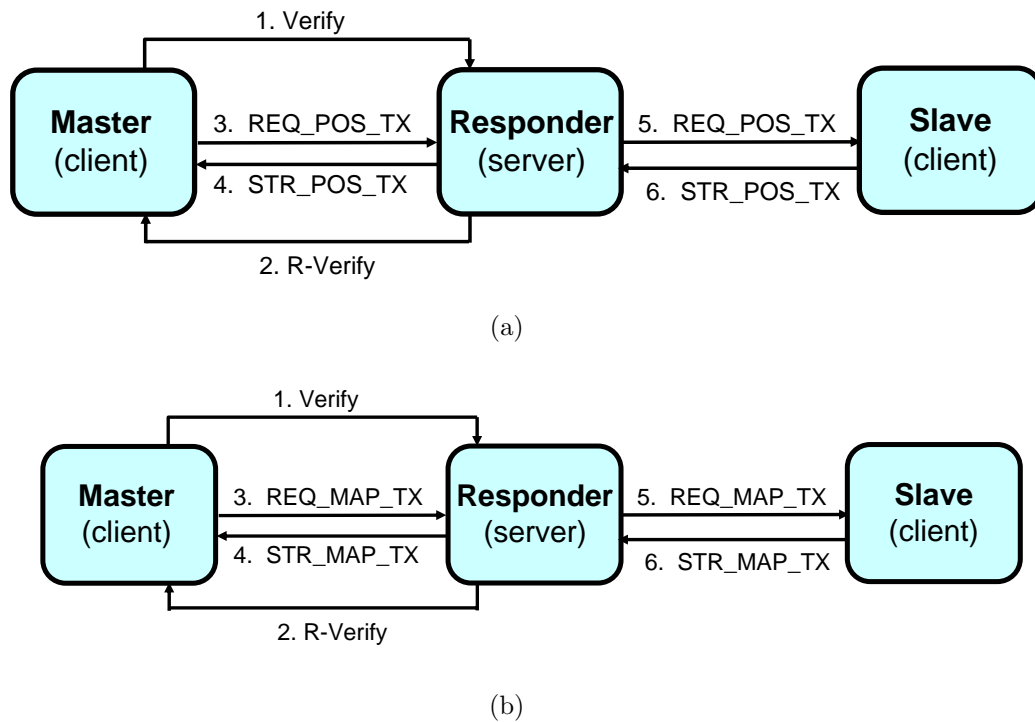 1. Verify
Master
(client)
3. REQ_POS_TX
4. STR_POS_TX
Responder
(server)
5. REQ_POS_TX
6. STR_POS_TX
Slave
(client)
2. R-Verify
(a)
1. Verify
Master
(client)
3. REQ_MAP_TX
4. STR_MAP_TX
Responder
(server)
5. REQ_MAP_TX
6. STR_MAP_TX
Slave
(client)
2. R-Verify
(b)